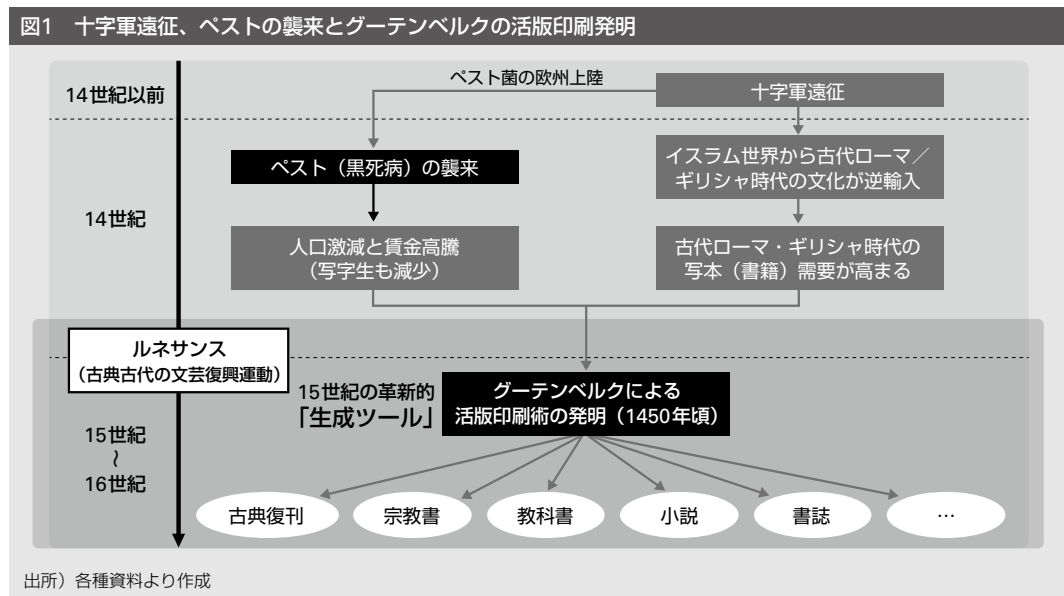 図1 十字軍遠征、ペストの襲来とグーテンベルクの活版印刷発明
14世紀以前
ペスト菌の欧州上陸
十字軍遠征
14世紀
ペスト（黒死病）の襲来
イスラム世界から古代ローマ／
ギリシャ時代の文化が逆輸入
人口激減と賃金高騰
（写字生も減少）
古代ローマ・ギリシャ時代の
写本（書籍）需要が高まる
ルネサンス
（古典古代の文芸復興運動）
15世紀の革新的
「生成ツール」
グーテンベルクによる
活版印刷術の発明（1450年頃）
15世紀
〜
16世紀
古典復刊
宗教書
教科書
小説
書誌
…
出所）各種資料より作成